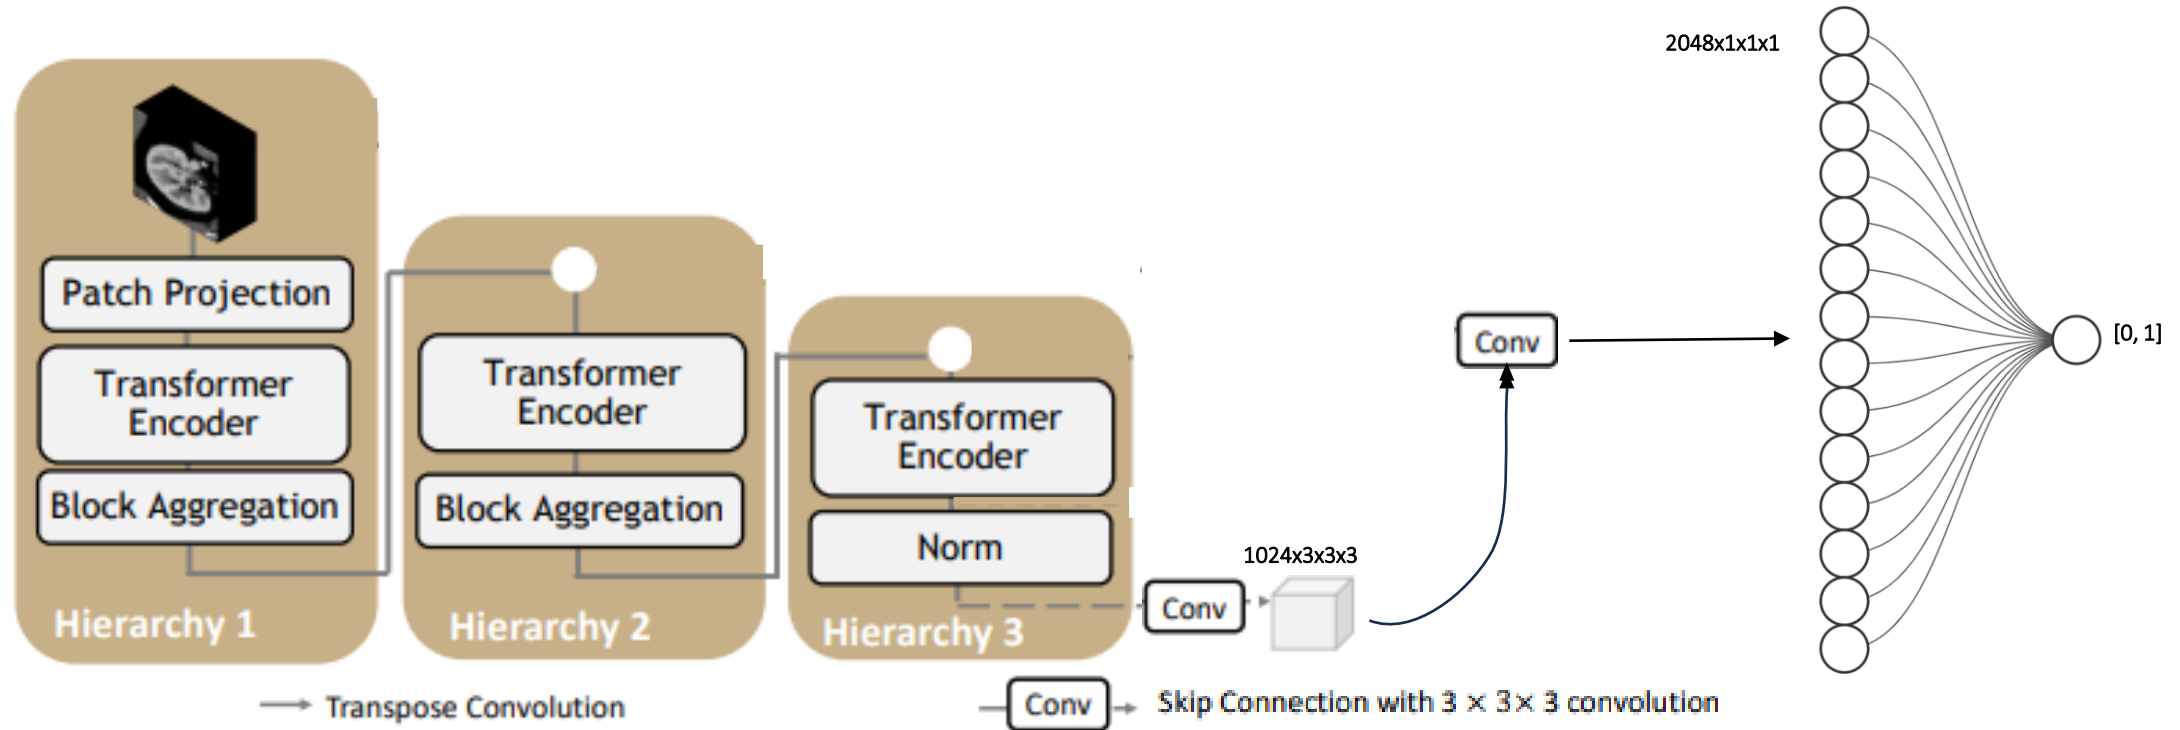 Patch Projection
Transformer
Encoder
Block Aggregation
Hierarchy 1
Transformer
Encoder
Block Aggregation
Hierarchy 2
Transformer
Encoder
Norm
Hierarchy 3
Conv
1024x3x3x3
Conv
2048x1x1x1
[0, 1]
Transpose Convolution
Conv
Skip Connection with 3 × 3× 3 convolution